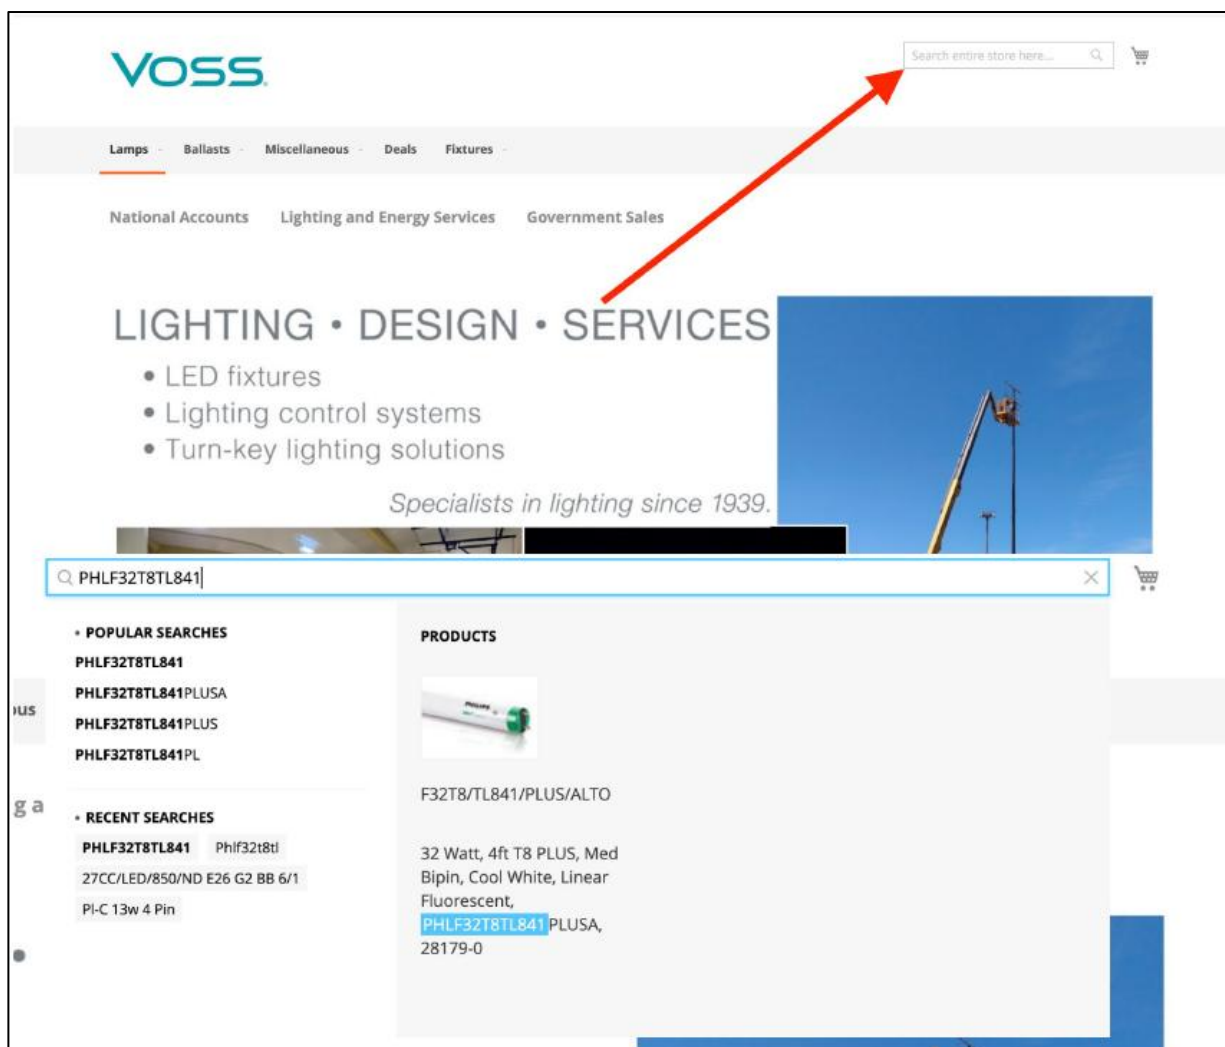 VOSS.
Search entire store here...
Lamps Ballasts Miscellaneous Deals Fixtures
National Accounts Lighting and Energy Services Government Sales
LIGHTING • DESIGN • SERVICES
• LED fixtures
• Lighting control systems
• Turn-key lighting solutions
Specialists in lighting since 1939.
PHLF32T8TL841
• POPULAR SEARCHES
PHLF32T8TL841
PHLF32T8TL841PLUSA
PHLF32T8TL841PLUS
PHLF32T8TL841PL
• RECENT SEARCHES
PHLF32T8TL841 Phlf32t8tl
27CC/LED/850/ND E26 G2 BB 6/1
Pl-C 13w 4 Pin
PRODUCTS
PHILIPS
F32T8/TL841/PLUS/ALTO
32 Watt, 4ft T8 PLUS, Med
Bipin, Cool White, Linear
Fluorescent,
PHLF32T8TL841PLUSA,
28179-0
ous
g a